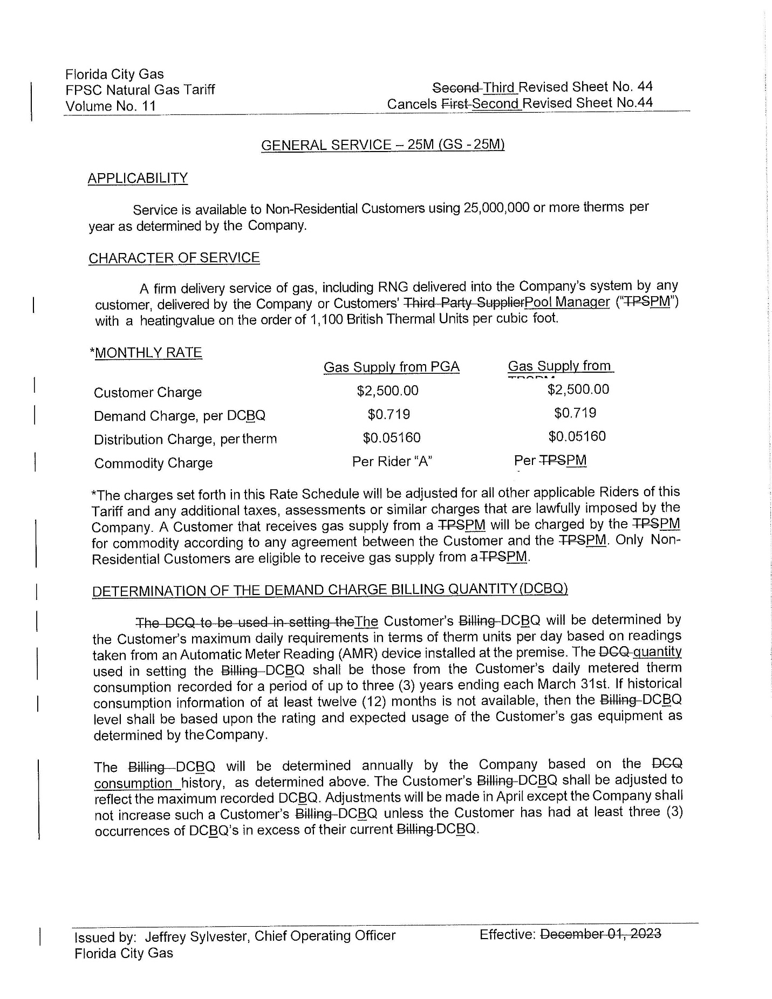 Florida City Gas
FPSC Natural Gas Tariff
Volume No. 11
Second Third Revised Sheet No. 44
Cancels First Second Revised Sheet No.44
GENERAL SERVICE – 25M (GS - 25M)
APPLICABILITY
Service is available to Non-Residential Customers using 25,000,000 or more therms per
year as determined by the Company.
CHARACTER OF SERVICE
A firm delivery service of gas, including RNG delivered into the Company's system by any
customer, delivered by the Company or Customers' Third Party SupplierPool Manager ("TPSPM")
with a heatingvalue on the order of 1,100 British Thermal Units per cubic foot.
*MONTHLY RATE
Gas Supply from PGA Gas Supply from
Customer Charge $2,500.00 $2,500.00
Demand Charge, per DCBQ $0.719 $0.719
Distribution Charge, per therm $0.05160 $0.05160
Commodity Charge Per Rider "A" Per TPSPM
*The charges set forth in this Rate Schedule will be adjusted for all other applicable Riders of this
Tariff and any additional taxes, assessments or similar charges that are lawfully imposed by the
Company. A Customer that receives gas supply from a TPSPM will be charged by the TPSPM
for commodity according to any agreement between the Customer and the TPSPM. Only Non-
Residential Customers are eligible to receive gas supply from a TPSPM.
DETERMINATION OF THE DEMAND CHARGE BILLING QUANTITY (DCBQ)
The DCQ to be used in setting theThe Customer's Billing DCBQ will be determined by
the Customer's maximum daily requirements in terms of therm units per day based on readings
taken from an Automatic Meter Reading (AMR) device installed at the premise. The DCQ quantity
used in setting the Billing DCBQ shall be those from the Customer's daily metered therm
consumption recorded for a period of up to three (3) years ending each March 31st. If historical
consumption information of at least twelve (12) months is not available, then the Billing DCBQ
level shall be based upon the rating and expected usage of the Customer's gas equipment as
determined by theCompany.
The Billing DCBQ will be determined annually by the Company based on the DCQ
consumption history, as determined above. The Customer's Billing DCBQ shall be adjusted to
reflect the maximum recorded DCBQ. Adjustments will be made in April except the Company shall
not increase such a Customer's Billing DCBQ unless the Customer has had at least three (3)
occurrences of DCBQ's in excess of their current Billing DCBQ.
Issued by: Jeffrey Sylvester, Chief Operating Officer Effective: December 01, 2023
Florida City Gas